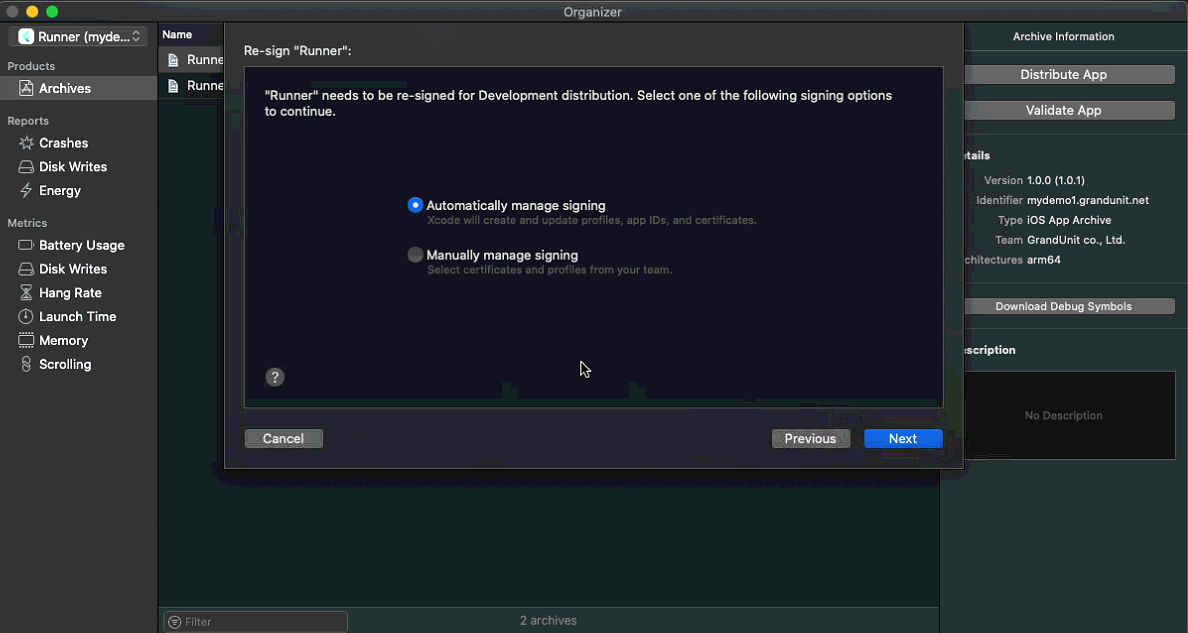 Organizer
Runner (myde...
Products
Archives
Reports
Crashes
Disk Writes
Energy
Metrics
Battery Usage
Disk Writes
Hang Rate
Launch Time
Memory
Scrolling
Name
Runne
Runne
Filter
2 archives
Re-sign "Runner":
"Runner" needs to be re-signed for Development distribution. Select one of the following signing options
to continue.
Automatically manage signing
Xcode will create and update profiles, app IDs, and certificates.
Manually manage signing
Select certificates and profiles from your team.
?
Cancel
Previous
Next
Archive Information
Distribute App
Validate App
etails
Version 1.0.0 (1.0.1)
Identifier mydemo1.grandunit.net
Type iOS App Archive
Team GrandUnit co., Ltd.
chitectures arm64
Download Debug Symbols
escription
No Description